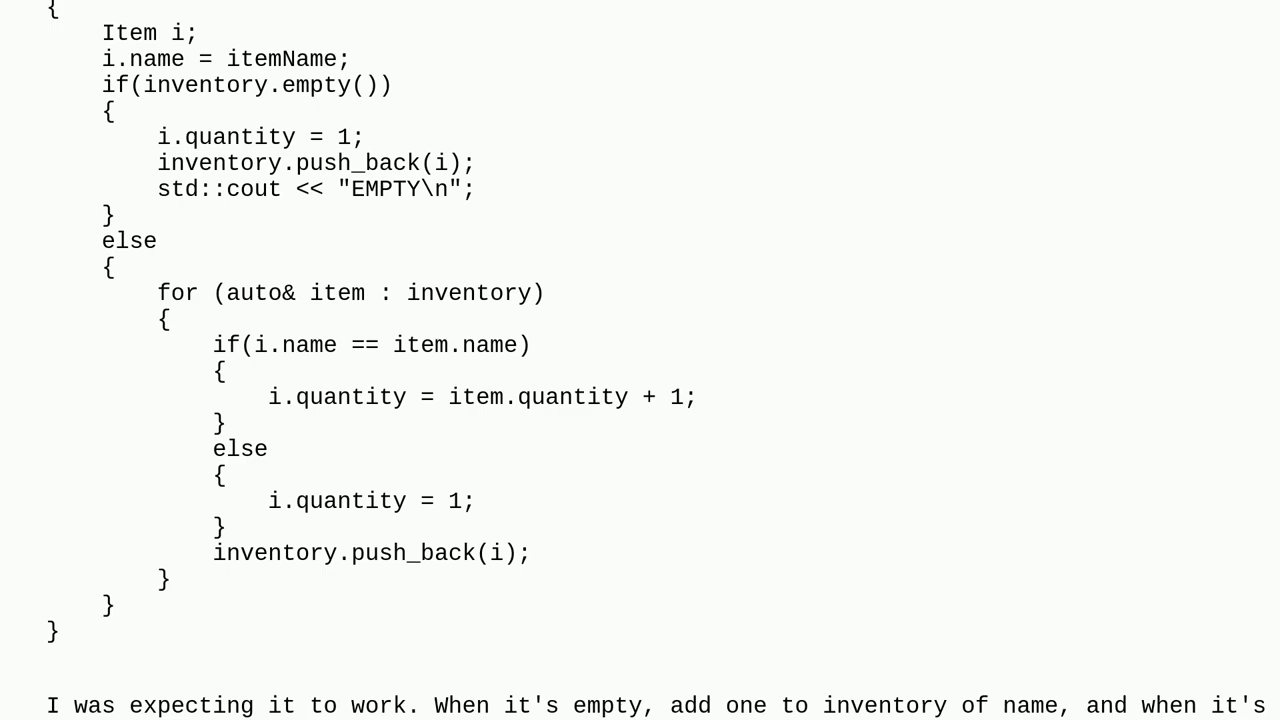 {
    Item i;
    i.name = itemName;
    if(inventory.empty())
    {
        i.quantity = 1;
        inventory.push_back(i);
        std::cout << "EMPTY\n";
    }
    else
    {
        for (auto& item : inventory)
        {
            if(i.name == item.name)
            {
                i.quantity = item.quantity + 1;
            }
            else
            {
                i.quantity = 1;
            }
            inventory.push_back(i);
        }
    }
}
I was expecting it to work. When it's empty, add one to inventory of name, and when it's